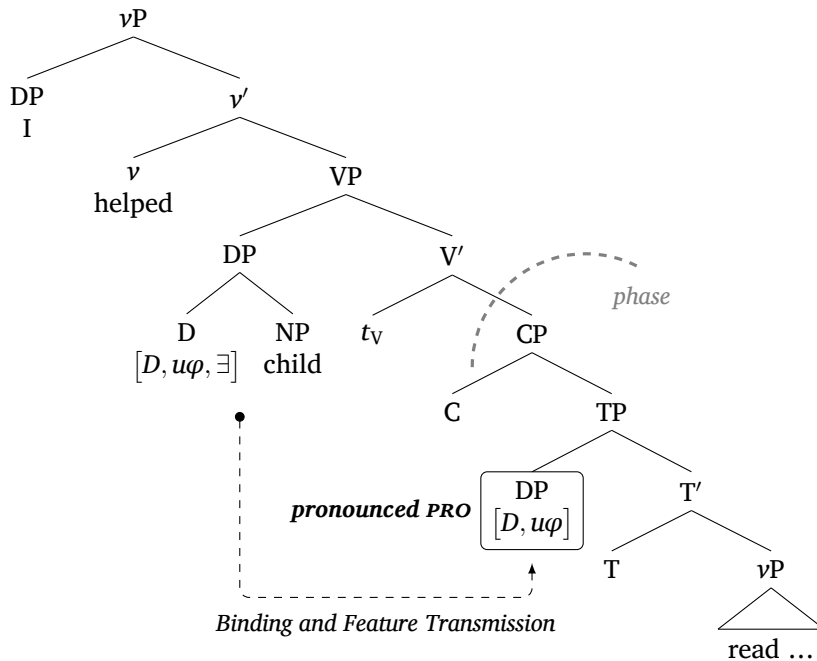 vP
DP
I
v′
v
helped
VP
DP
V′
D
[D, uφ, ∃]
NP
child
tV
CP
phase
C
TP
pronounced PRO
DP
[D, uφ]
T′
T
vP
Binding and Feature Transmission
read ...